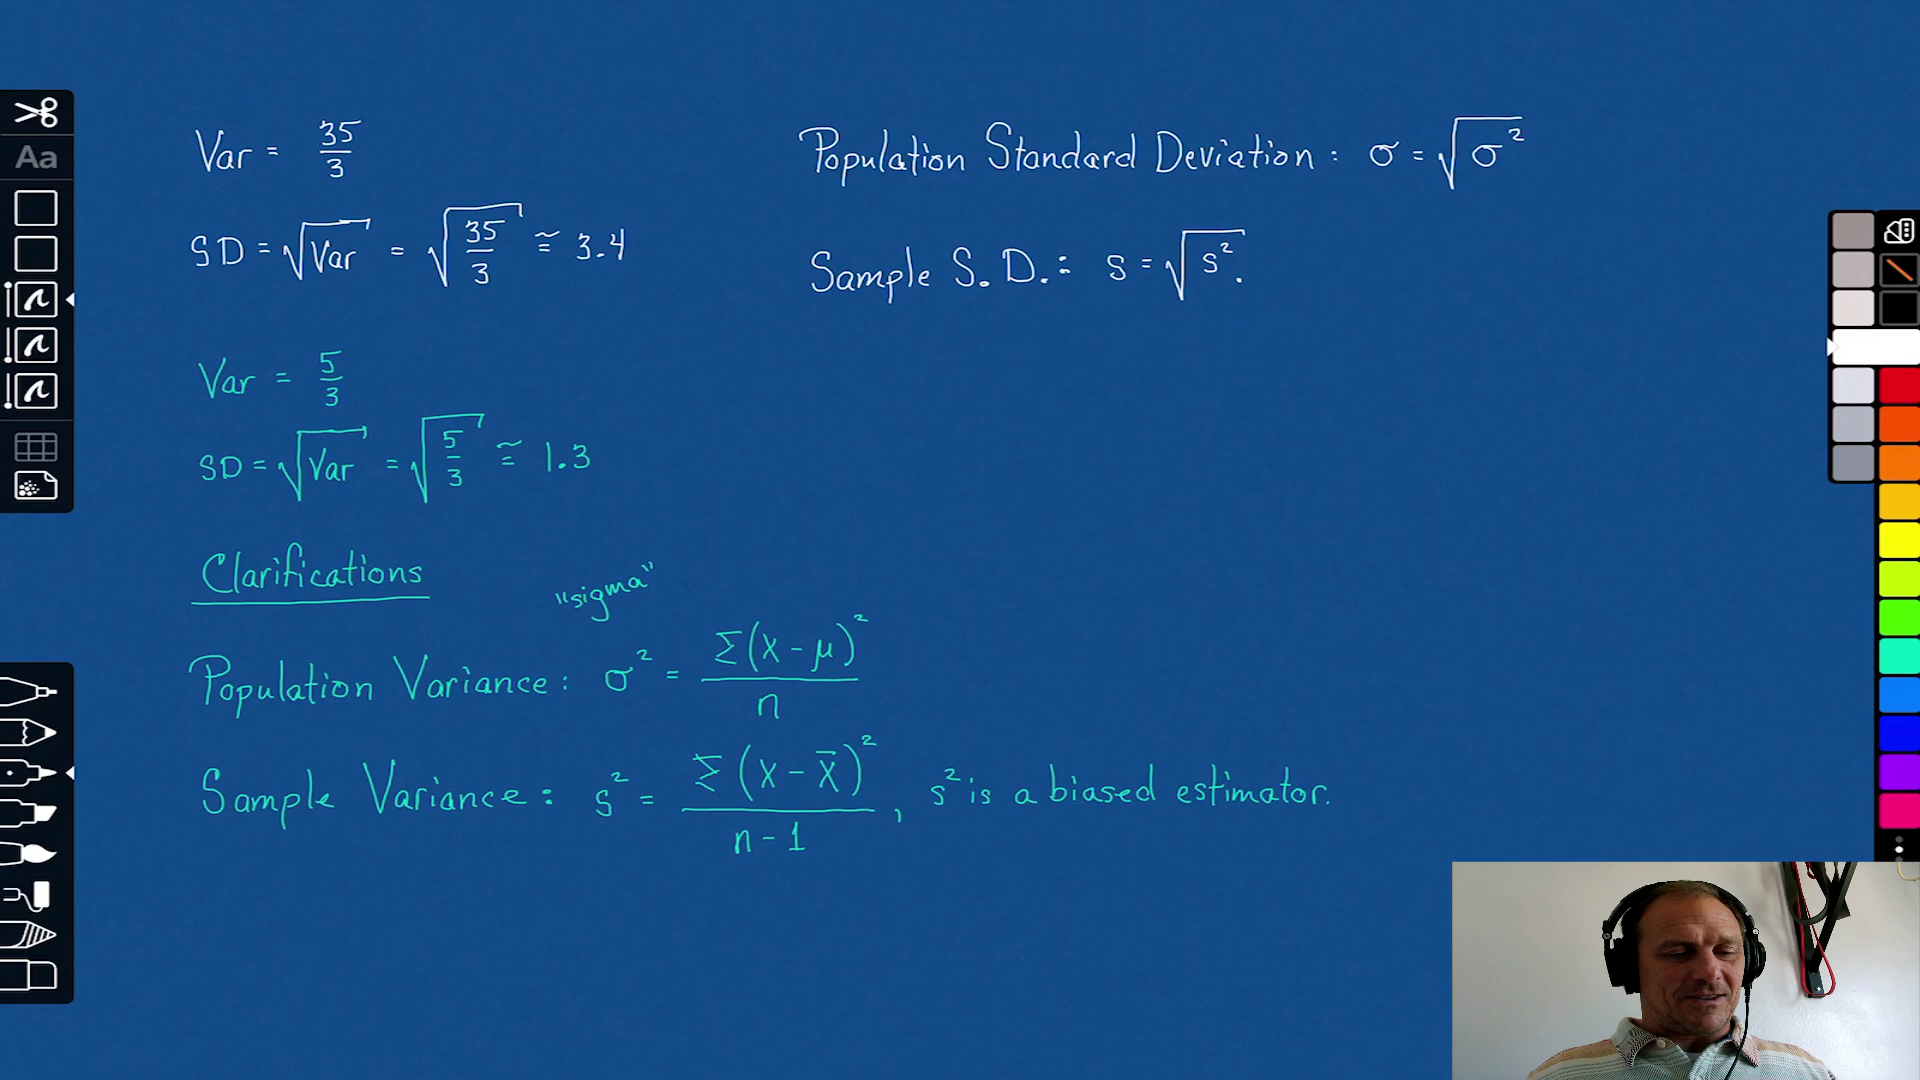 Aa
Var = 35/3
SD = √Var = √35/3 ≅ 3.4
Var = 5/3
SD = √Var = √5/3 ≅ 1.3
Clarifications
"sigma"
Population Variance: σ² = Σ(x - μ)²/n
Sample Variance: s² = Σ(x - x̄)²/n - 1, s² is a biased estimator.
Population Standard Deviation: σ = √σ²
Sample S.D.: s = √s².